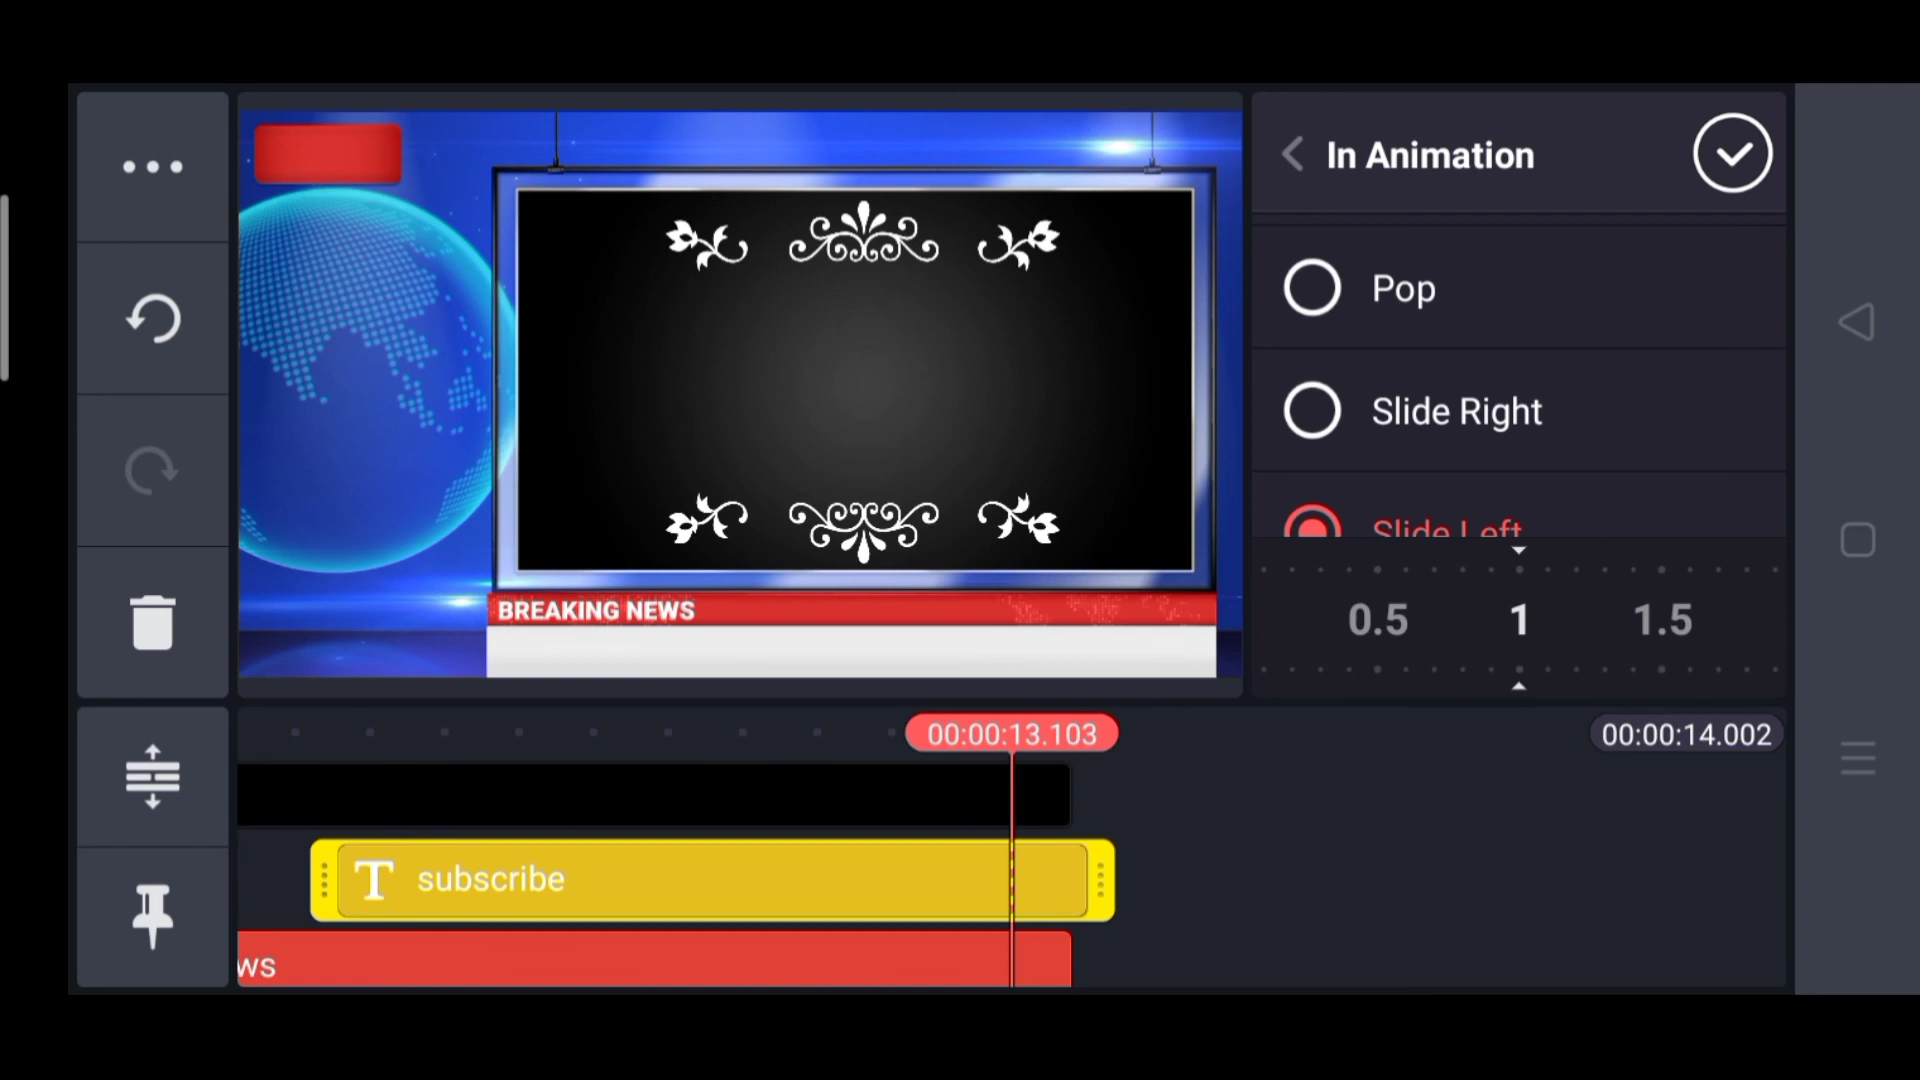 In Animation
Pop
Slide Right
Slide Left
0.5 1 1.5
BREAKING NEWS
00:00:13.103
00:00:14.002
T subscribe
ws